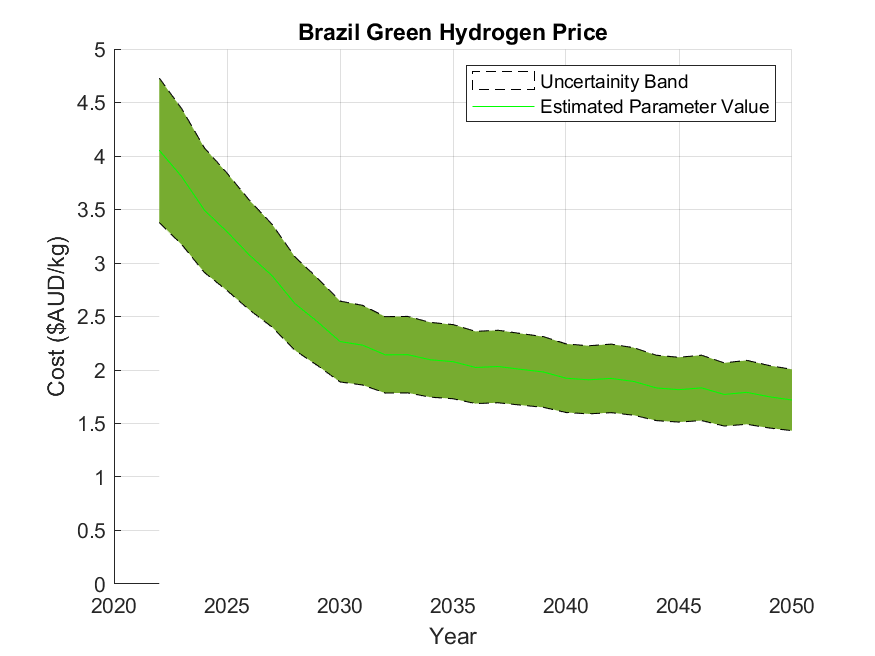 Brazil Green Hydrogen Price
Uncertainity Band
Estimated Parameter Value
5
4.5
4
3.5
3
2.5
2
1.5
1
0.5
0
Cost ($AUD/kg)
2020 2025 2030 2035 2040 2045 2050
Year